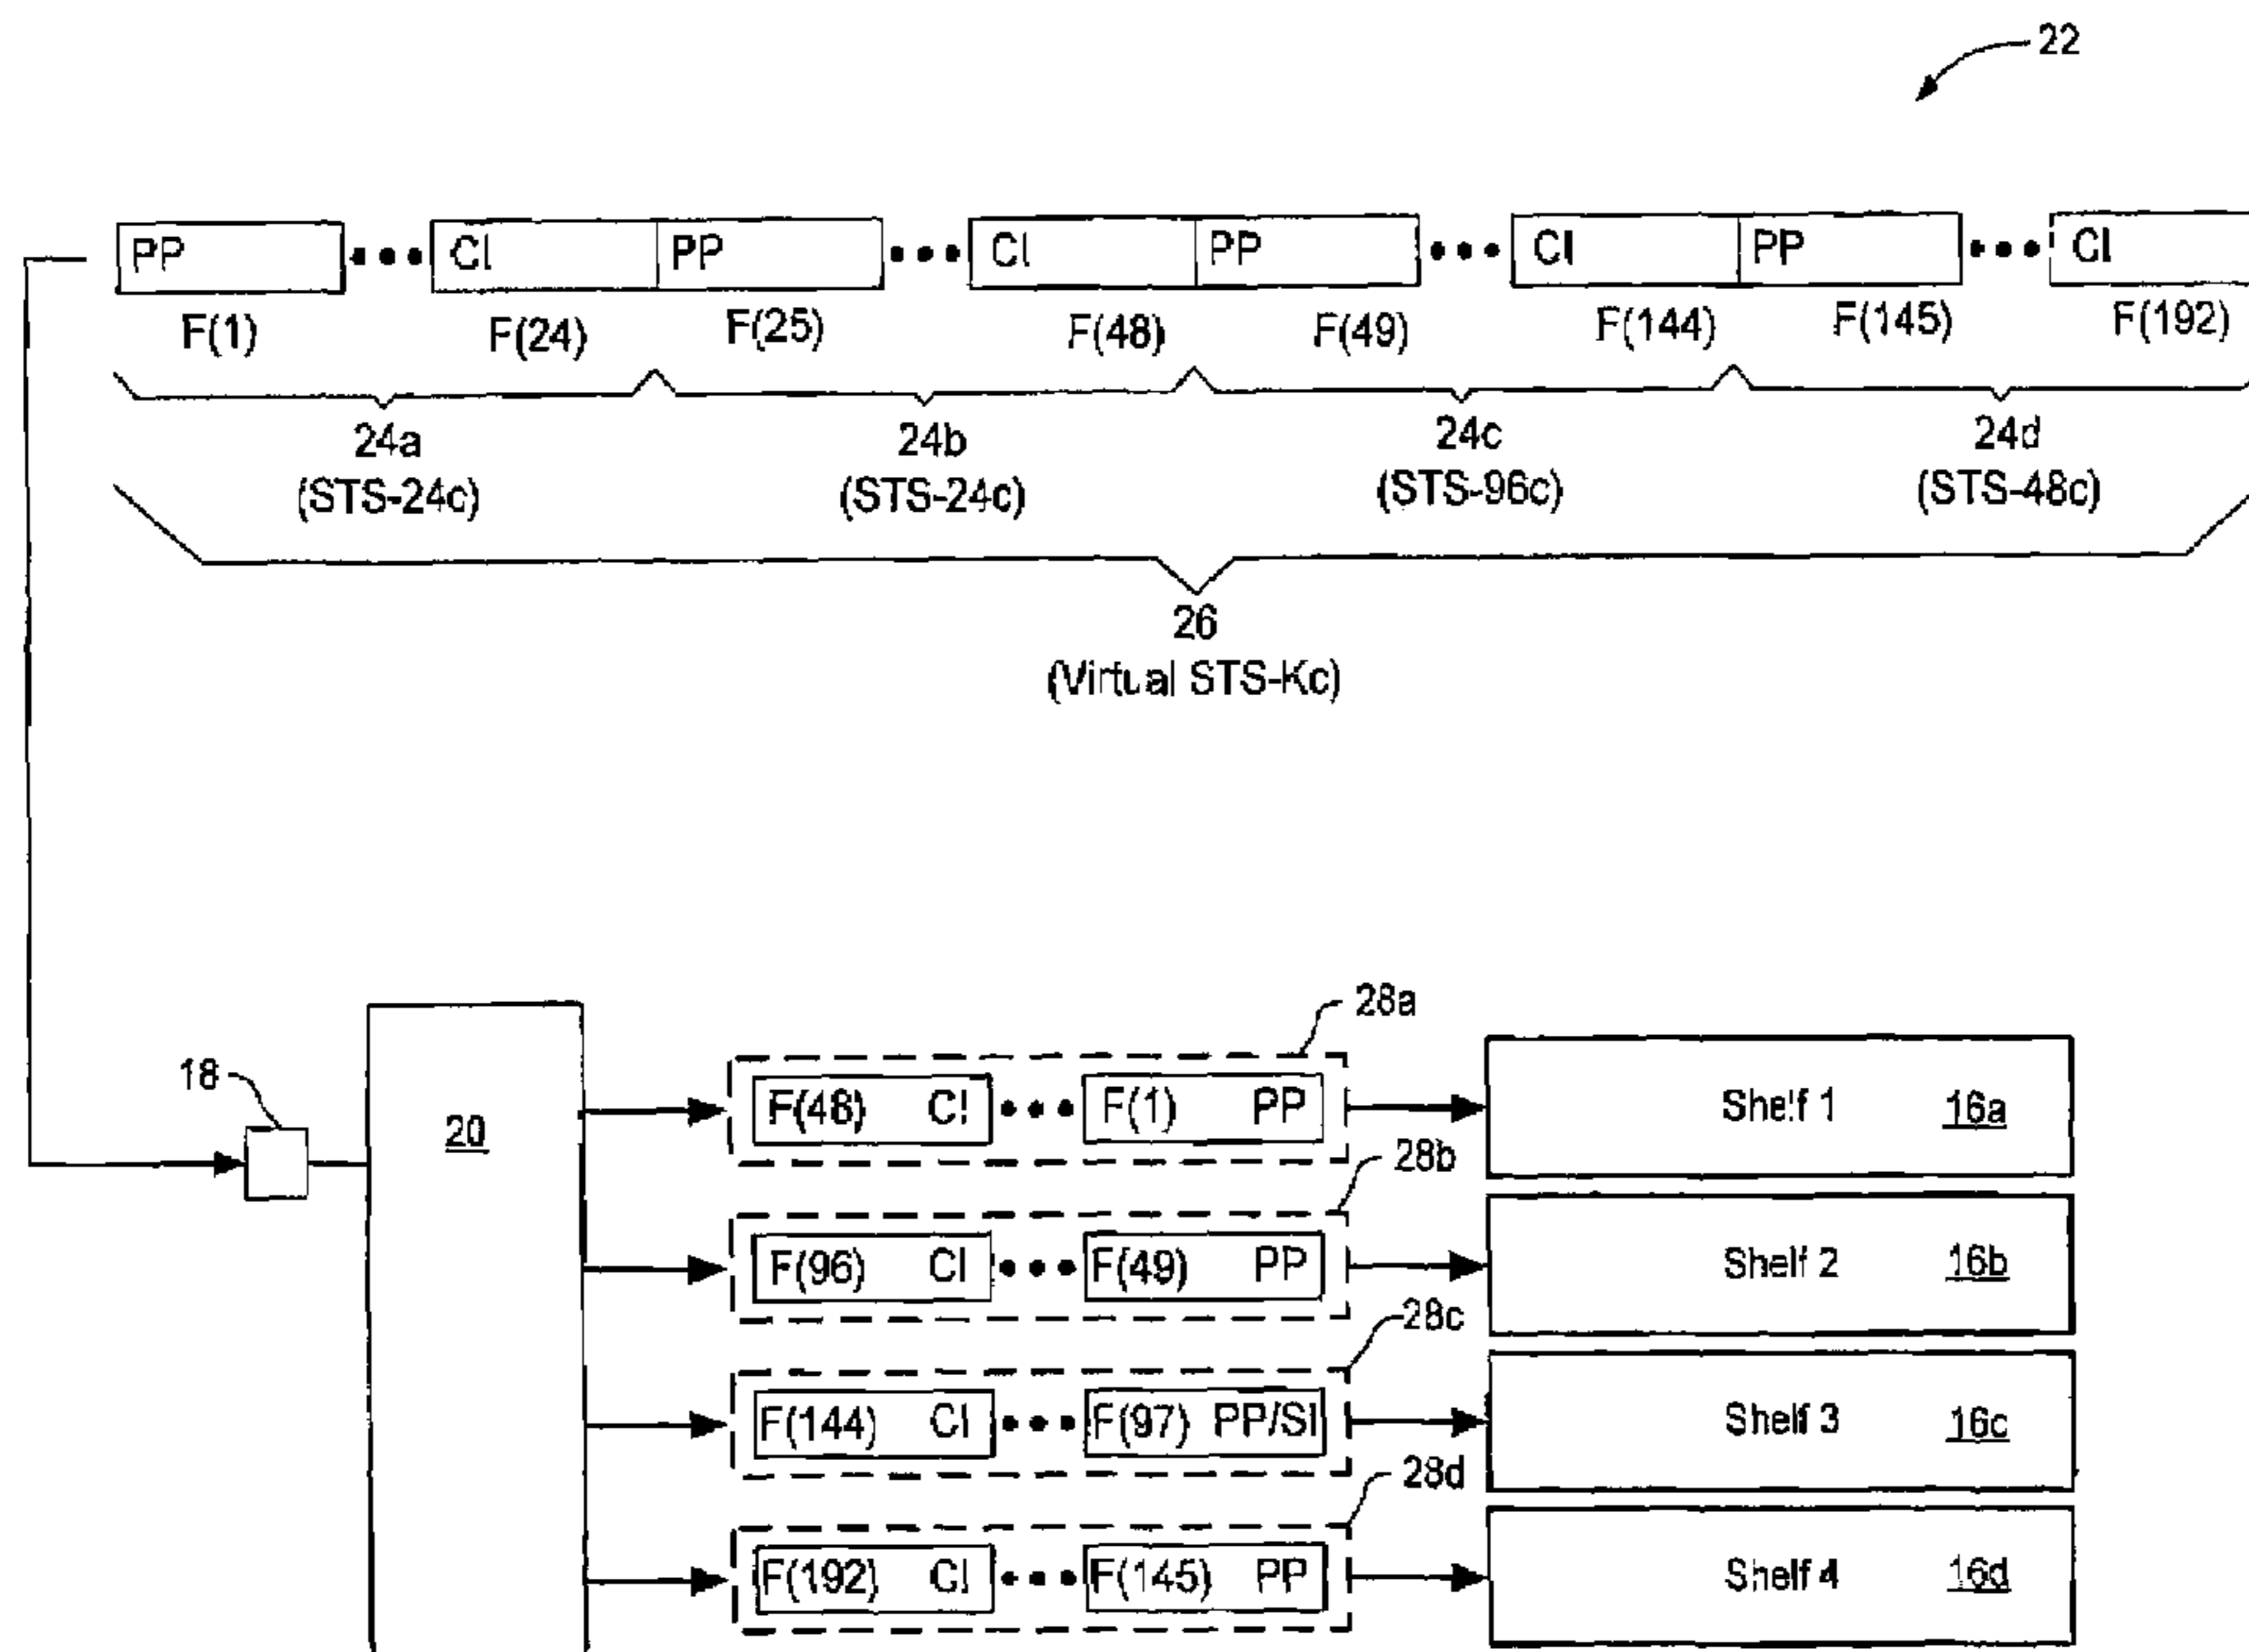 22
PP ••• CI PP ••• CI PP ••• CI PP ••• CI
F(1) F(24) F(25) F(48) F(49) F(144) F(145) F(192)
24a 24b 24c 24d
(STS-24c) (STS-24c) (STS-96c) (STS-48c)
26
(Virtual STS-Kc)
28a
18
20
F(48) CI ••• F(1) PP
Shelf 1 16a
28b
F(96) CI ••• F(49) PP
Shelf 2 16b
28c
F(144) CI ••• F(97) PP/SI
Shelf 3 16c
28d
F(192) CI ••• F(145) PP
Shelf 4 16d